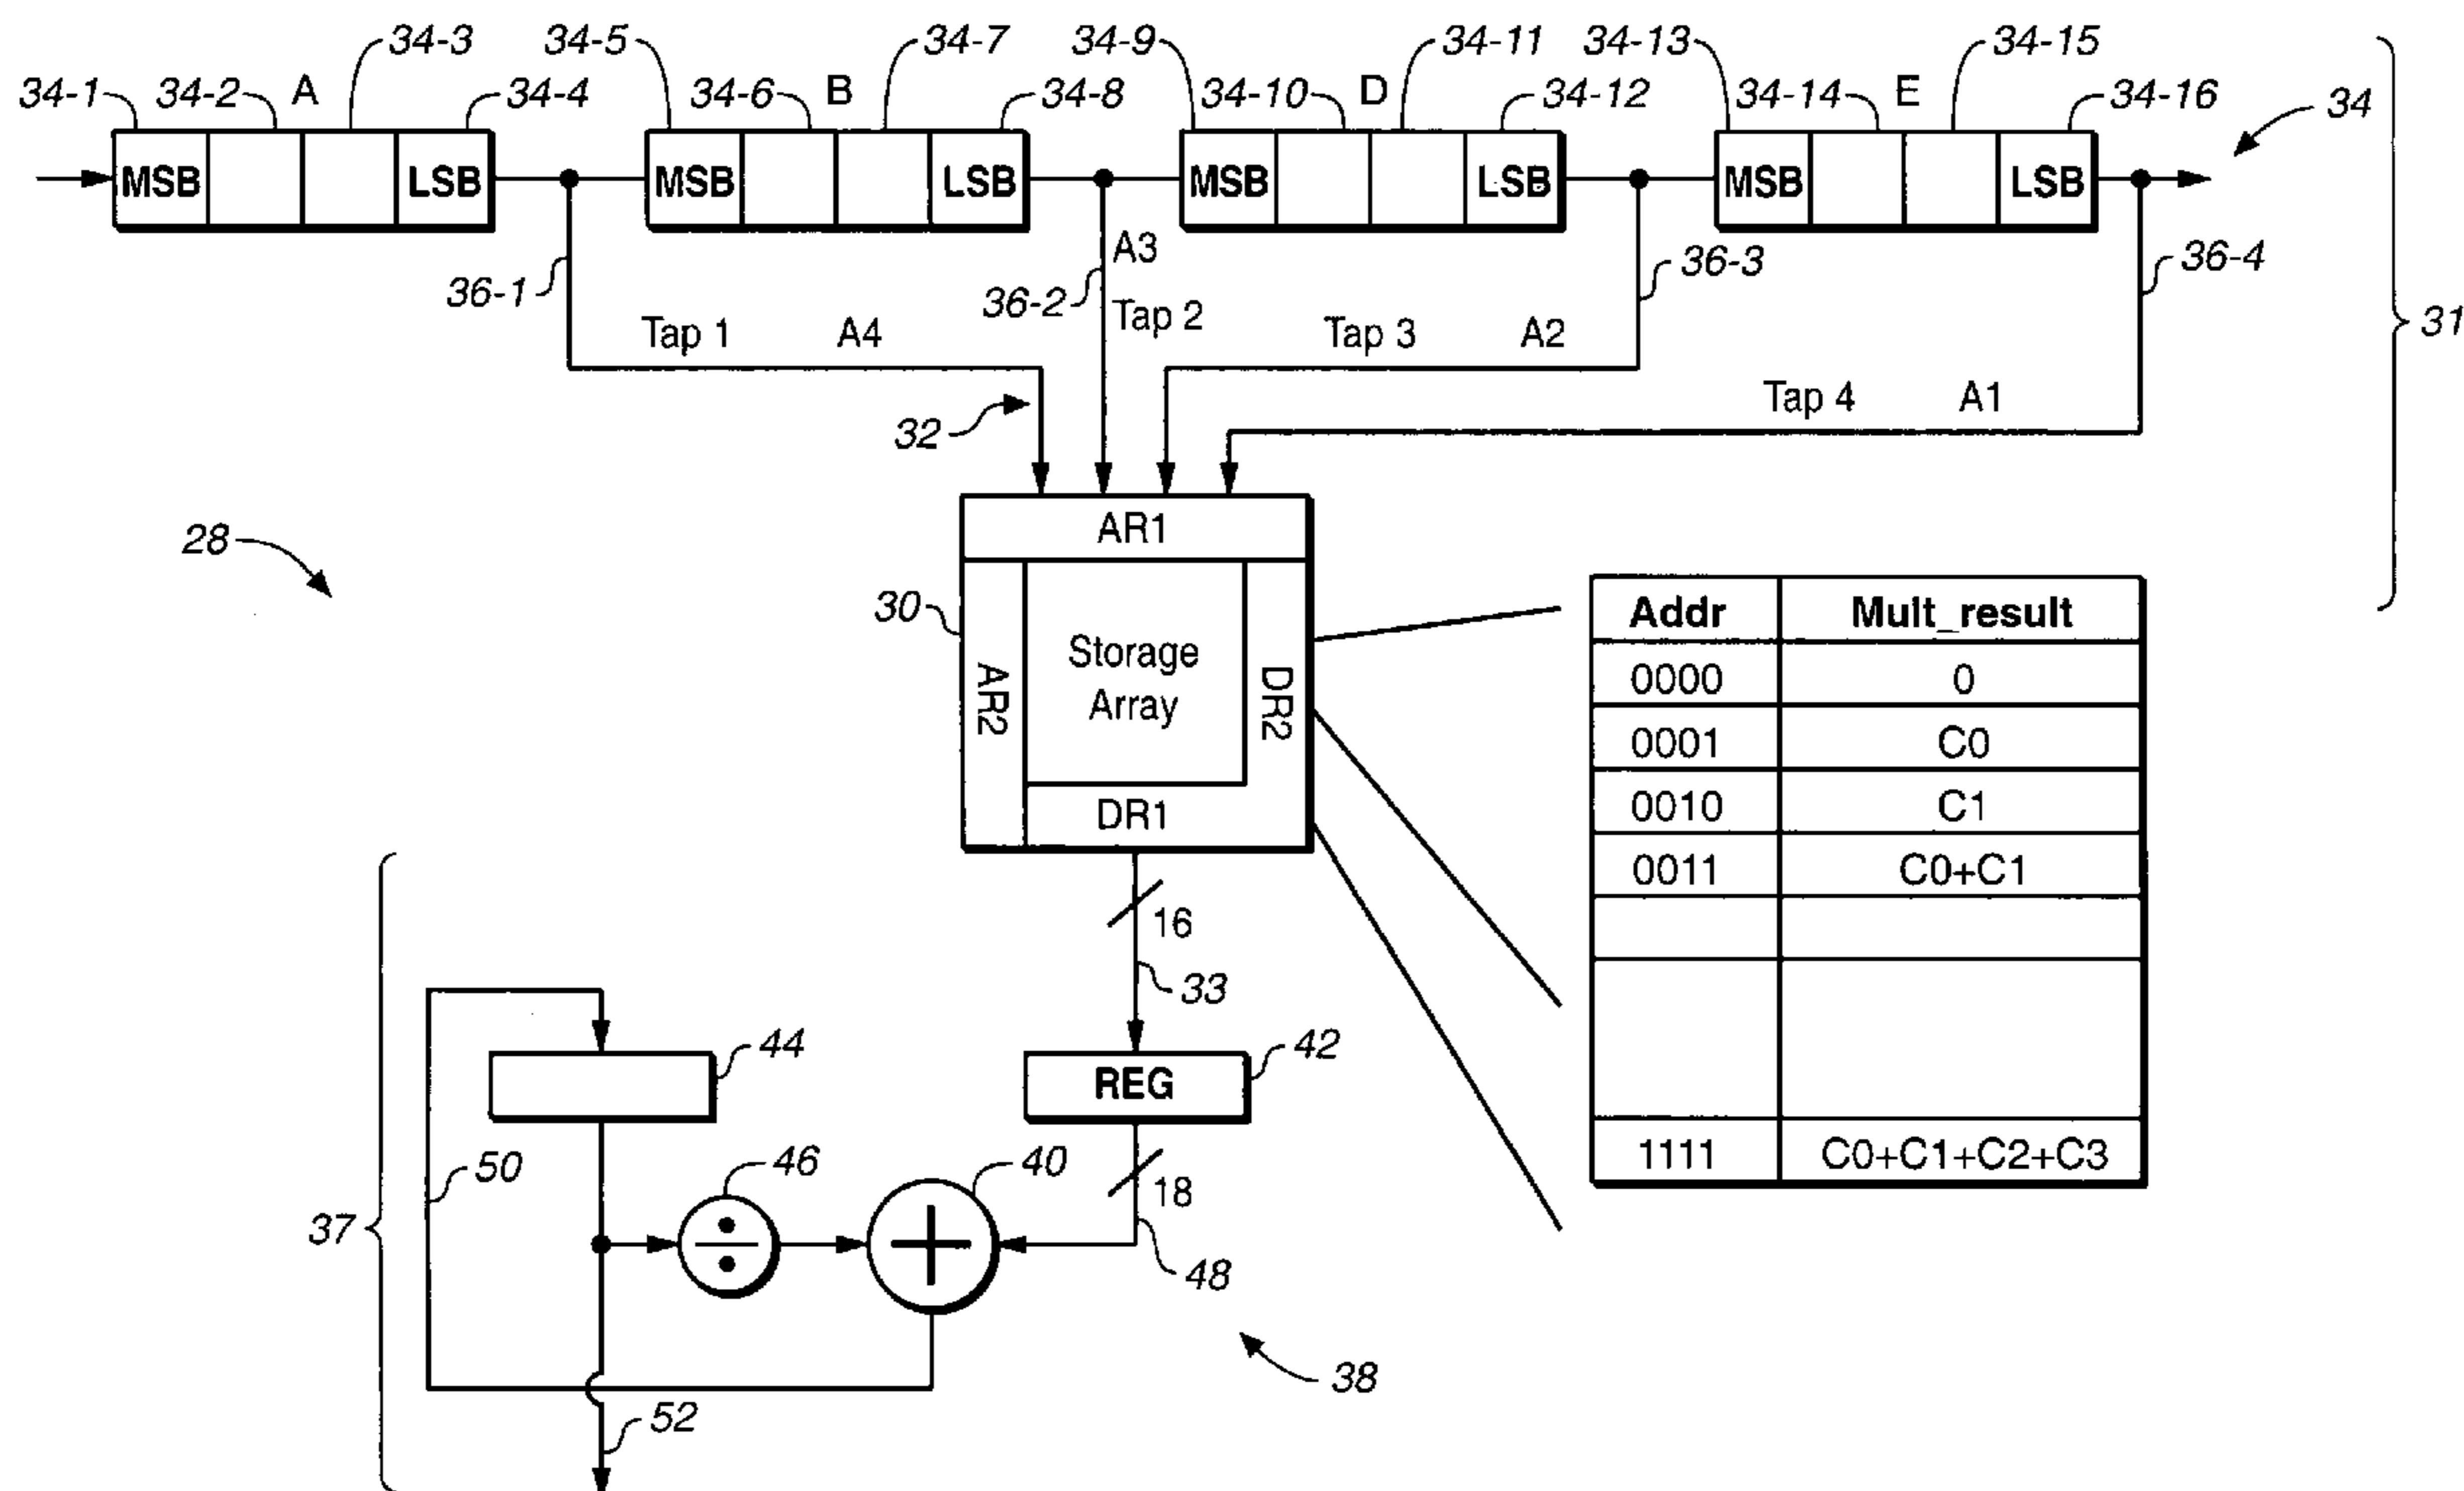 34-3 34-5 34-7 34-9 34-11 34-13 34-15
34-1 34-2 A 34-4 34-6 B 34-8 34-10 D 34-12 34-14 E 34-16 34
MSB LSB MSB LSB MSB LSB MSB LSB
A3
36-1 36-2 36-3 36-4
Tap 1 A4 Tap 2 Tap 3 A2 31
Tap 4 A1
32
AR1
28
30
Storage
Array
AR2
DR2
DR1
Addr Mult_result
0000 0
0001 C0
0010 C1
0011 C0+C1
1111 C0+C1+C2+C3
16
33
44
REG 42
50 46 40
18
37
48
38
52